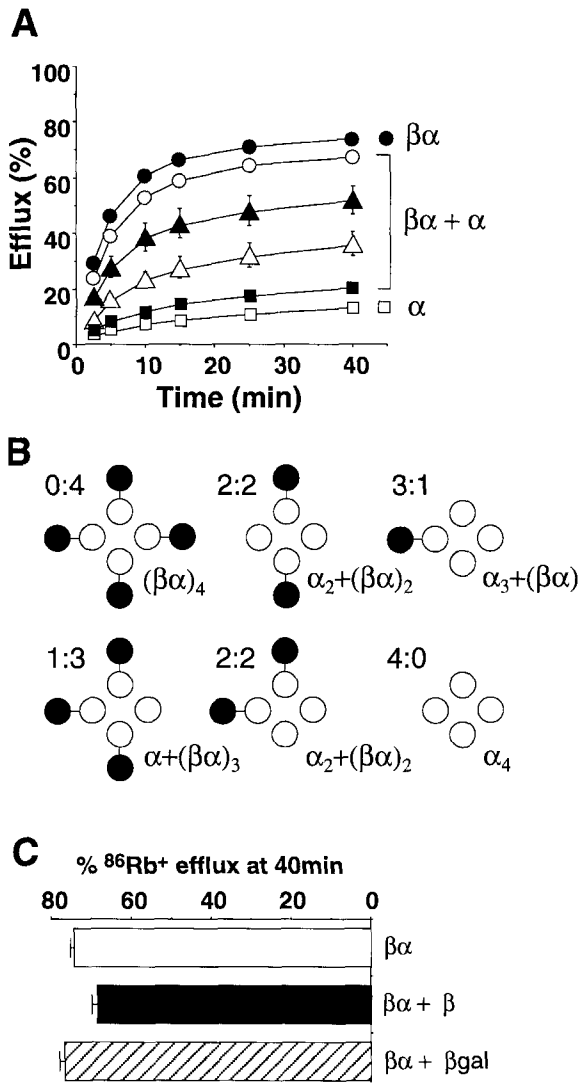 A
100
80
60
40
20
0
Efflux (%)
0 10 20 30 40
Time (min)
βα
βα + α
α
B
0:4 2:2 3:1
(βα)4 α2+(βα)2 α3+(βα)
1:3 2:2 4:0
α+(βα)3 α2+(βα)2 α4
C
% 86Rb+ efflux at 40min
80 60 40 20 0
βα
βα + β
βα + βgal